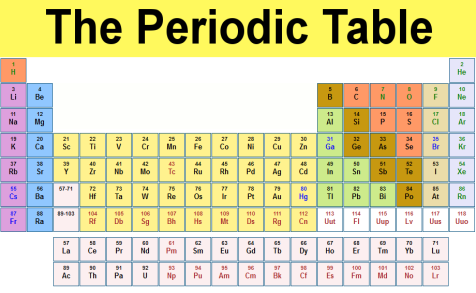 The Periodic Table
1 2
H He
3 4 5 6 7 8 9 10
Li Be B C N O F Ne
11 12 13 14 15 16 17 18
Na Mg Al Si P S Cl Ar
19 20 21 22 23 24 25 26 27 28 29 30 31 32 33 34 35 36
K Ca Sc Ti V Cr Mn Fe Co Ni Cu Zn Ga Ge As Se Br Kr
37 38 39 40 41 42 43 44 45 46 47 48 49 50 51 52 53 54
Rb Sr Y Zr Nb Mo Tc Ru Rh Pd Ag Cd In Sn Sb Te I Xe
55 56 57-71 72 73 74 75 76 77 78 79 80 81 82 83 84 85 86
Cs Ba Hf Ta W Re Os Ir Pt Au Hg Tl Pb Bi Po At Rn
87 88 89-103 104 105 106 107 108 109 110 111 112 113 114 115 116 117 118
Fr Ra Rf Db Sg Bh Hs Mt Ds Rg Cn Uut Fl Uup Lv Uus Uuo
57 58 59 60 61 62 63 64 65 66 67 68 69 70 71
La Ce Pr Nd Pm Sm Eu Gd Tb Dy Ho Er Tm Yb Lu
89 90 91 92 93 94 95 96 97 98 99 100 101 102 103
Ac Th Pa U Np Pu Am Cm Bk Cf Es Fm Md No Lr